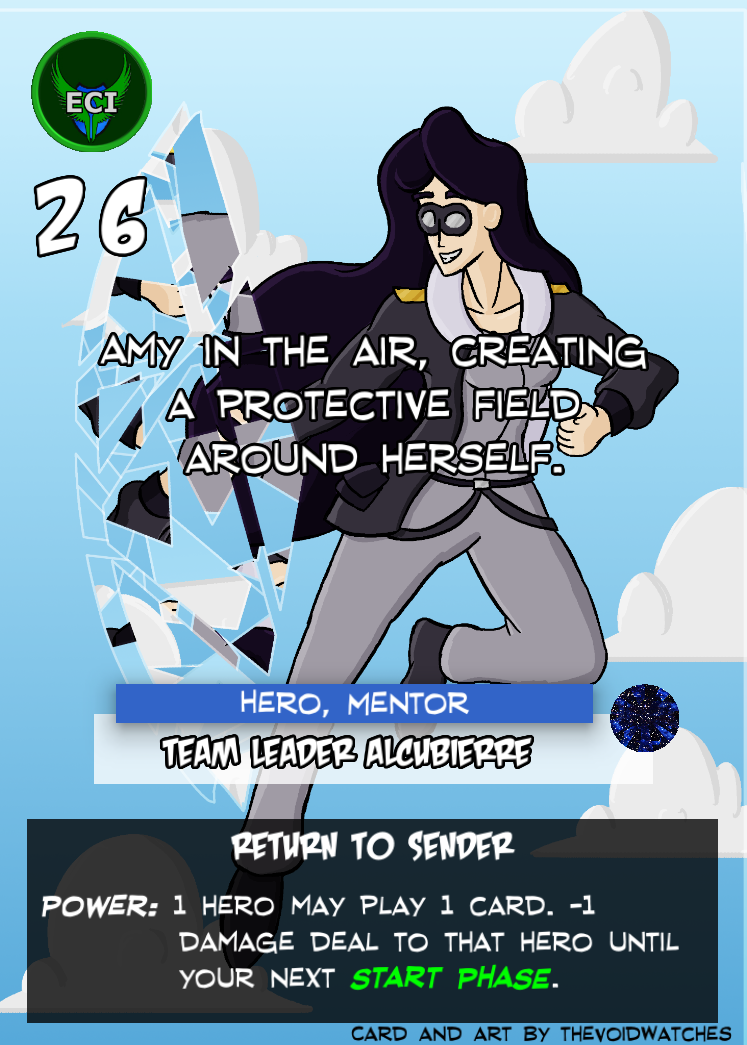 ECI
26
AMY IN THE AIR, CREATING
A PROTECTIVE FIELD
AROUND HERSELF.
HERO, MENTOR
TEAM LEADER ALCUBIERRE
RETURN TO SENDER
POWER: 1 HERO MAY PLAY 1 CARD. -1
DAMAGE DEAL TO THAT HERO UNTIL
YOUR NEXT START PHASE.
CARD AND ART BY THEVOIDWATCHES